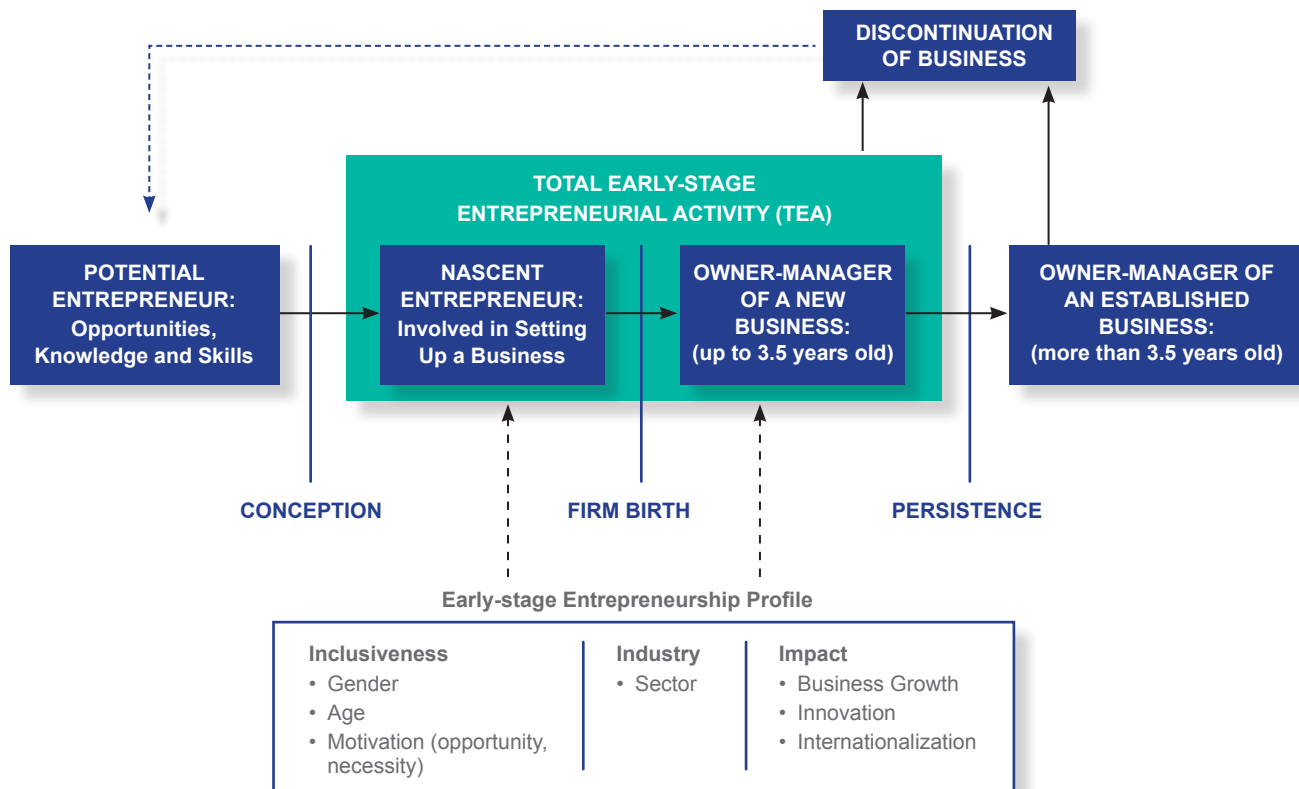 DISCONTINUATION
OF BUSINESS
TOTAL EARLY-STAGE
ENTREPRENEURIAL ACTIVITY (TEA)
POTENTIAL
ENTREPRENEUR:
Opportunities,
Knowledge and Skills
NASCENT
ENTREPRENEUR:
Involved in Setting
Up a Business
OWNER-MANAGER
OF A NEW
BUSINESS:
(up to 3.5 years old)
OWNER-MANAGER OF
AN ESTABLISHED
BUSINESS:
(more than 3.5 years old)
CONCEPTION
FIRM BIRTH
PERSISTENCE
Early-stage Entrepreneurship Profile
Inclusiveness
• Gender
• Age
• Motivation (opportunity,
necessity)
Industry
• Sector
Impact
• Business Growth
• Innovation
• Internationalization